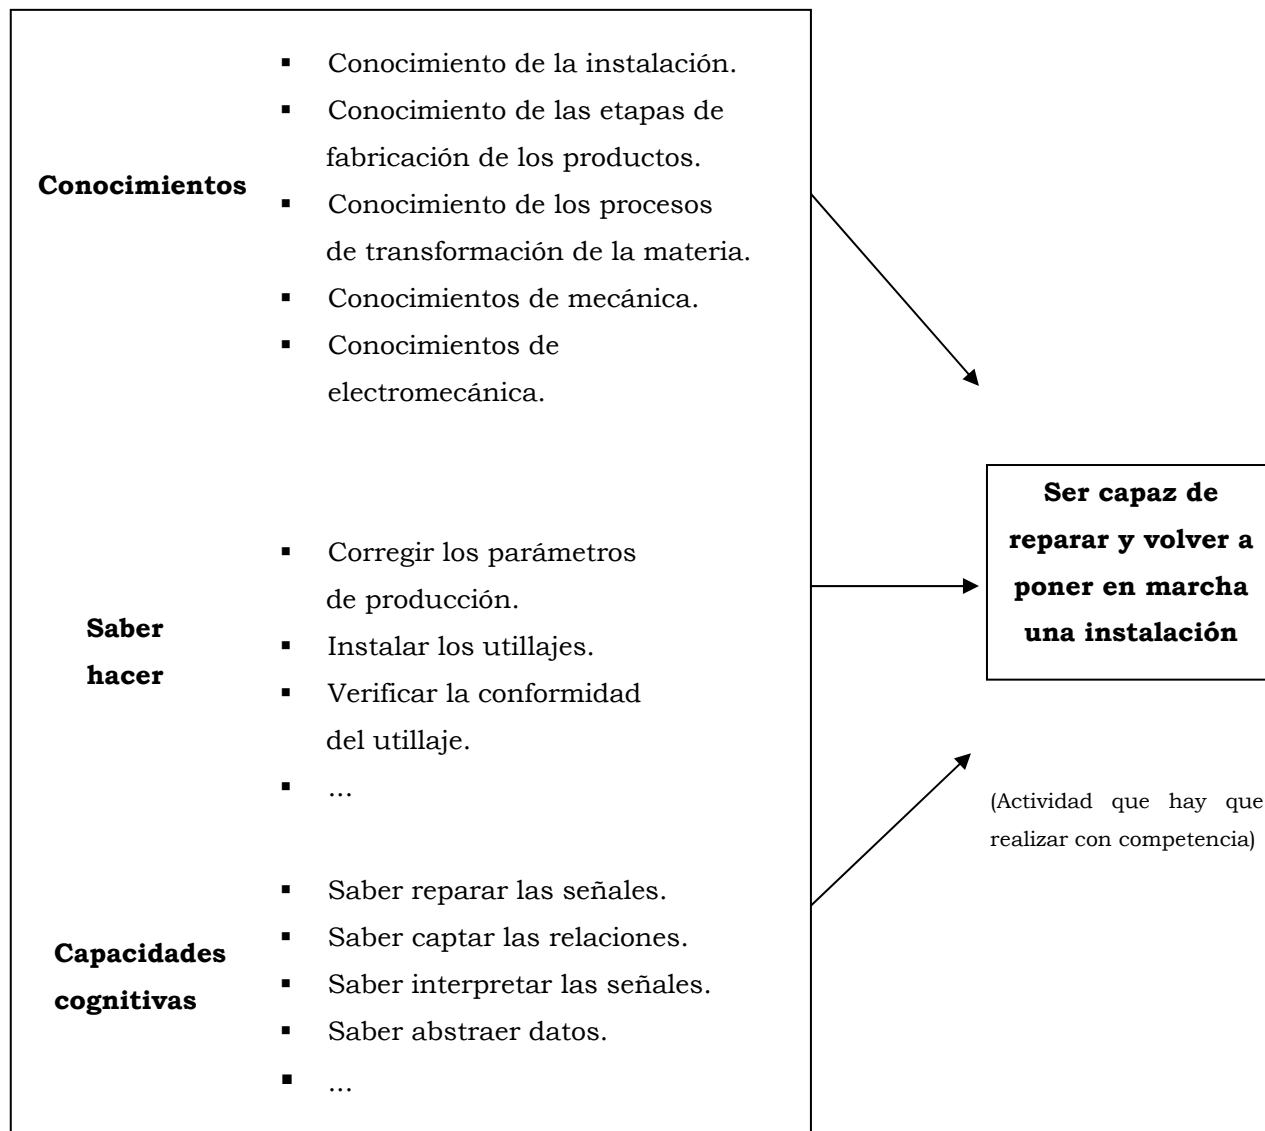 Conocimientos
▪ Conocimiento de la instalación.
▪ Conocimiento de las etapas de
fabricación de los productos.
▪ Conocimiento de los procesos
de transformación de la materia.
▪ Conocimientos de mecánica.
▪ Conocimientos de
electromecánica.
Saber
hacer
▪ Corregir los parámetros
de producción.
▪ Instalar los utillajes.
▪ Verificar la conformidad
del utillaje.
▪ ...
Capacidades
cognitivas
▪ Saber reparar las señales.
▪ Saber captar las relaciones.
▪ Saber interpretar las señales.
▪ Saber abstraer datos.
▪ ...
Ser capaz de
reparar y volver a
poner en marcha
una instalación
(Actividad que hay que
realizar con competencia)